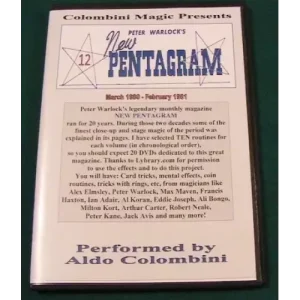 Colombini Magic Presents
PETER WARLOCK'S
12
New
PENTAGRAM
Peter Warlock's legendary monthly magazine
NEW PENTAGRAM
ran for 20 years. During those two decades some of the
finest close-up and stage magic of the period was
explained in its pages. I have selected TEN routines for
each volume (in chronological order),
so you should expect 20 DVDs dedicated to this great
magazine. Thanks to Lybrary.com for permission
to use the effects and to do this project.
You will have: Card tricks, mental effects, coin
routines, tricks with rings, etc, from magicians like
Alex Elmsley, Peter Warlock, Max Maven, Francis
Haxton, Ian Adair, Al Koran, Eddie Joseph, Ali Bongo,
Milton Kort, Arthur Carter, Robert Neale,
Peter Kane, Jack Avis and many more!
Performed by
Aldo Colombini